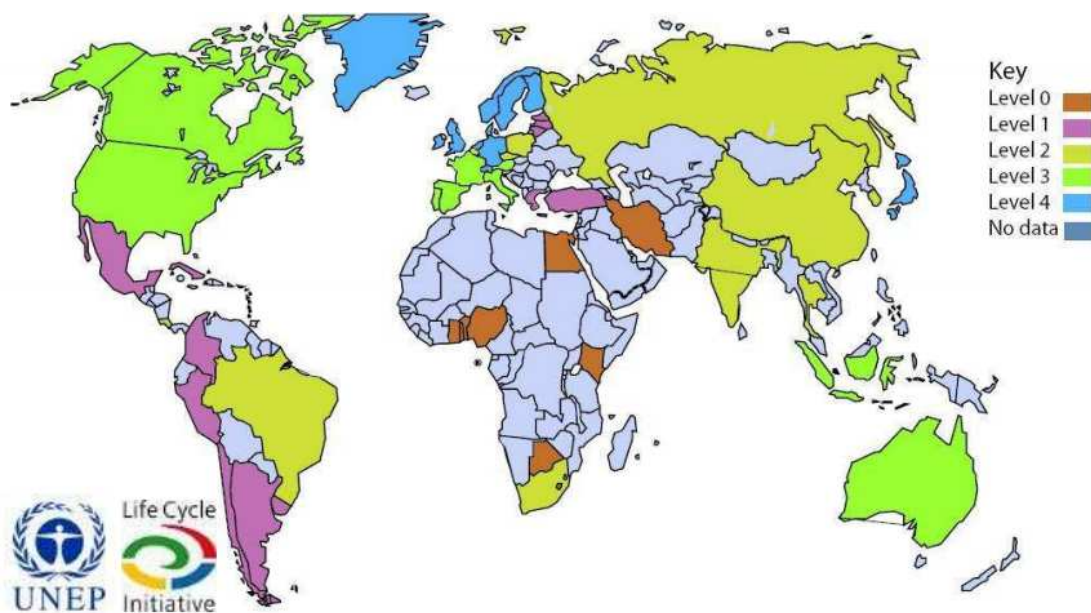 Key
Level 0
Level 1
Level 2
Level 3
Level 4
No data
UNEP
Life Cycle
Initiative